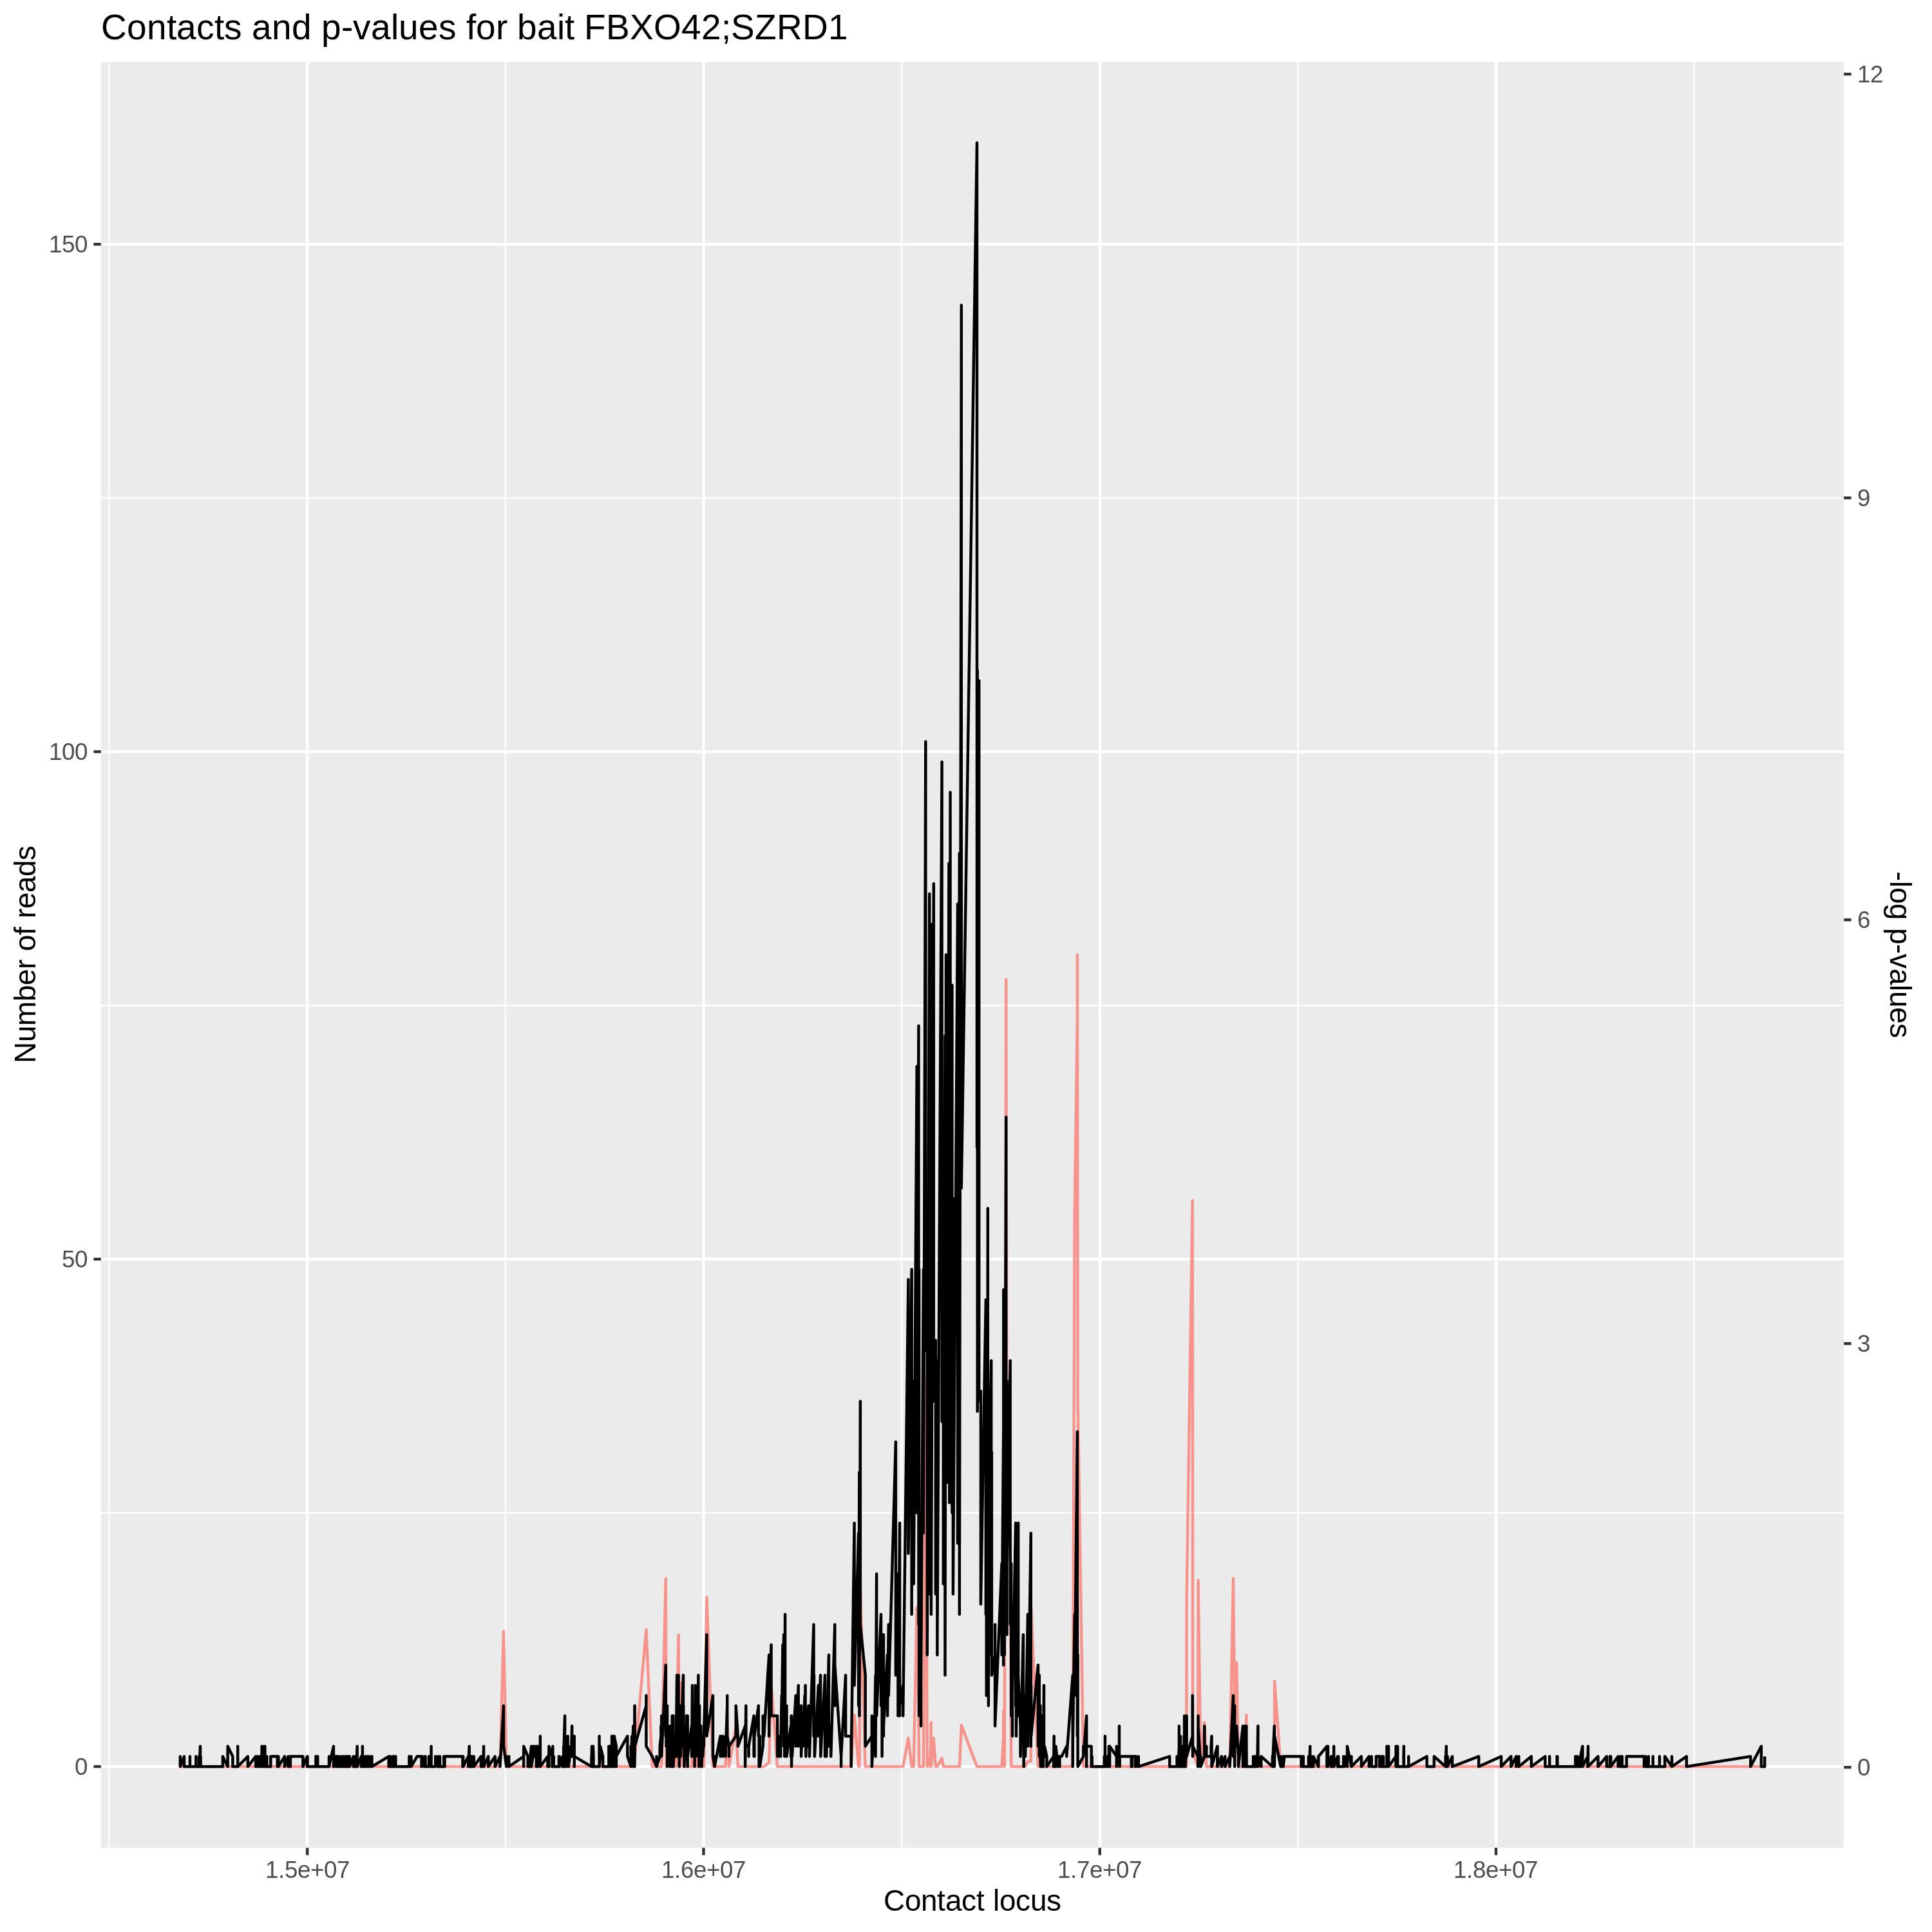 Contacts and p-values for bait FBXO42;SZRD1
Number of reads
150
100
50
0
12
9
6
3
0
-log p-values
1.5e+07
1.6e+07
1.7e+07
1.8e+07
Contact locus